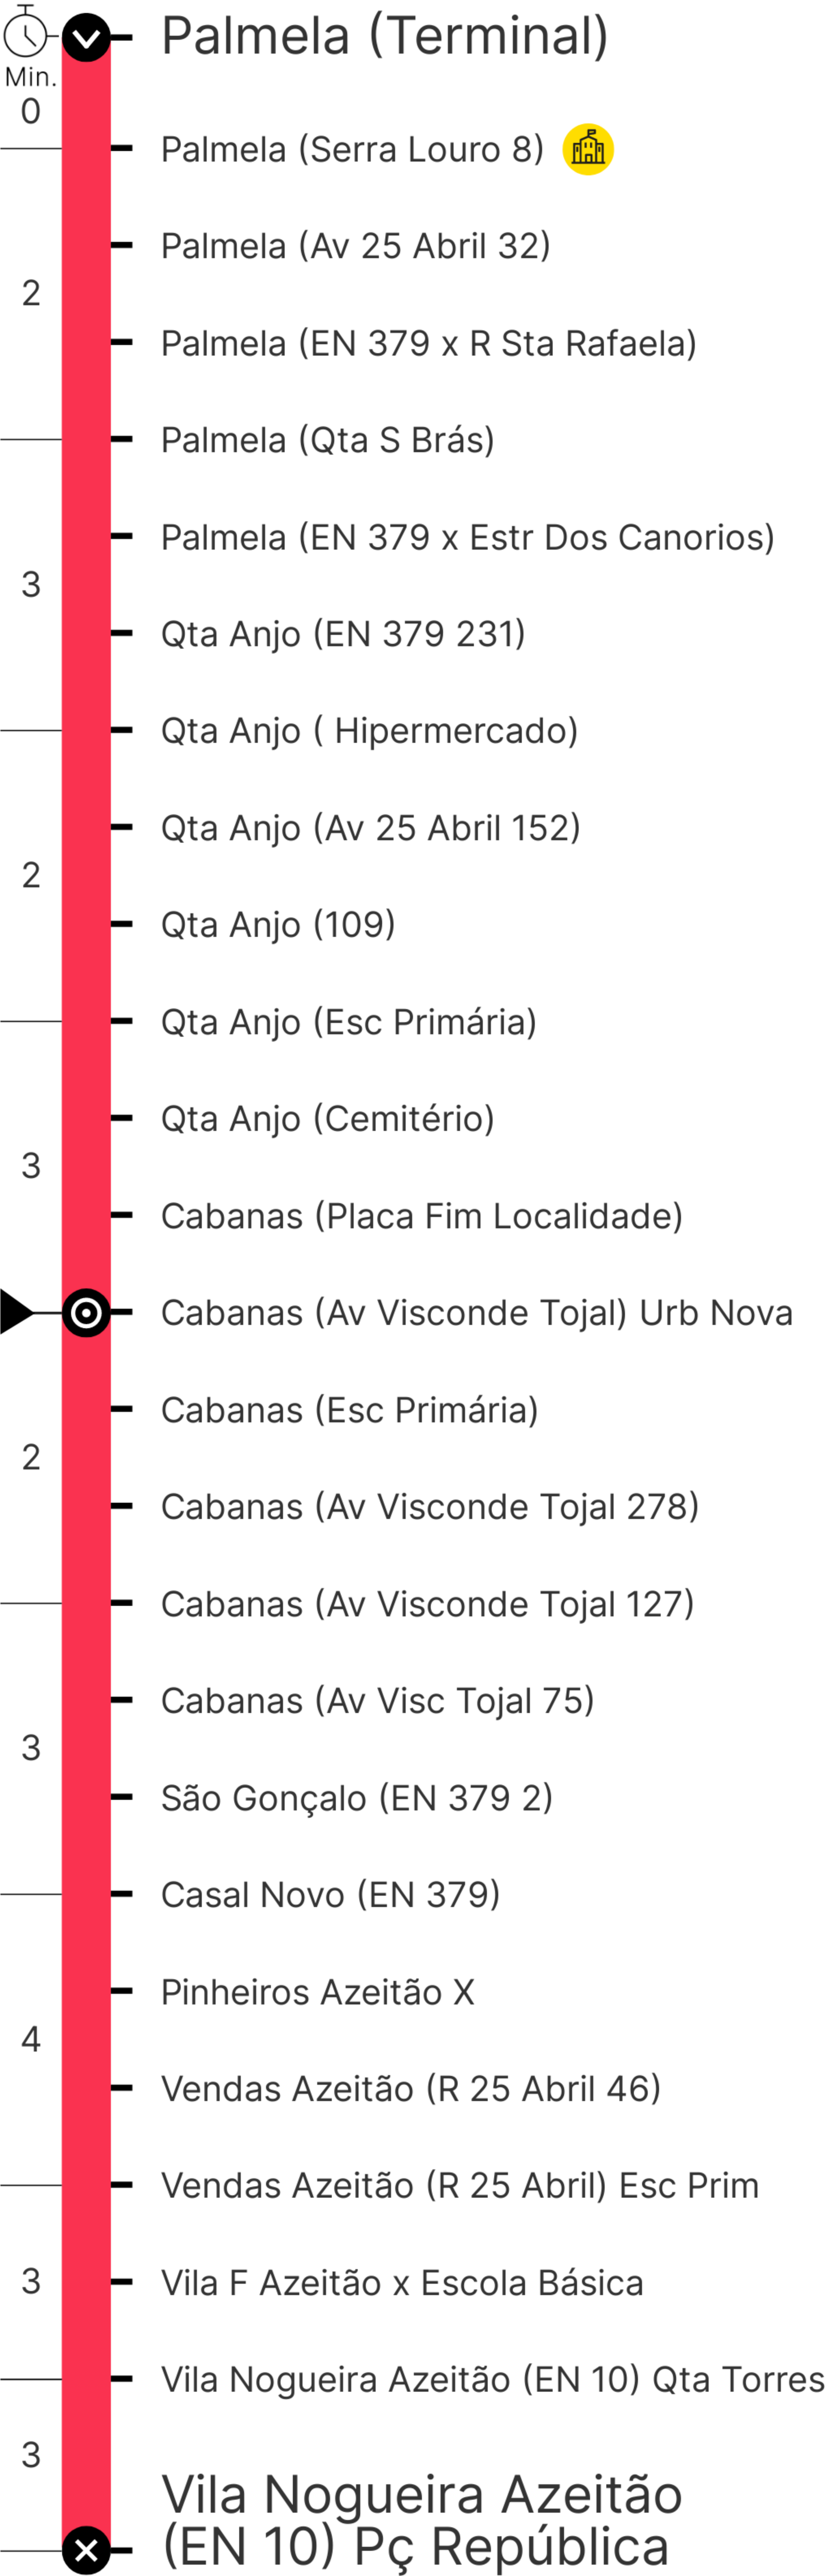 Palmela (Terminal)
Min.
0
Palmela (Serra Louro 8)
Palmela (Av 25 Abril 32)
2
Palmela (EN 379 x R Sta Rafaela)
Palmela (Qta S Brás)
Palmela (EN 379 x Estr Dos Canorios)
3
Qta Anjo (EN 379 231)
Qta Anjo ( Hipermercado)
Qta Anjo (Av 25 Abril 152)
2
Qta Anjo (109)
Qta Anjo (Esc Primária)
Qta Anjo (Cemitério)
3
Cabanas (Placa Fim Localidade)
Cabanas (Av Visconde Tojal) Urb Nova
Cabanas (Esc Primária)
2
Cabanas (Av Visconde Tojal 278)
Cabanas (Av Visconde Tojal 127)
Cabanas (Av Visc Tojal 75)
3
São Gonçalo (EN 379 2)
Casal Novo (EN 379)
Pinheiros Azeitão X
4
Vendas Azeitão (R 25 Abril 46)
Vendas Azeitão (R 25 Abril) Esc Prim
3
Vila F Azeitão x Escola Básica
Vila Nogueira Azeitão (EN 10) Qta Torres
3
Vila Nogueira Azeitão
(EN 10) Pç República